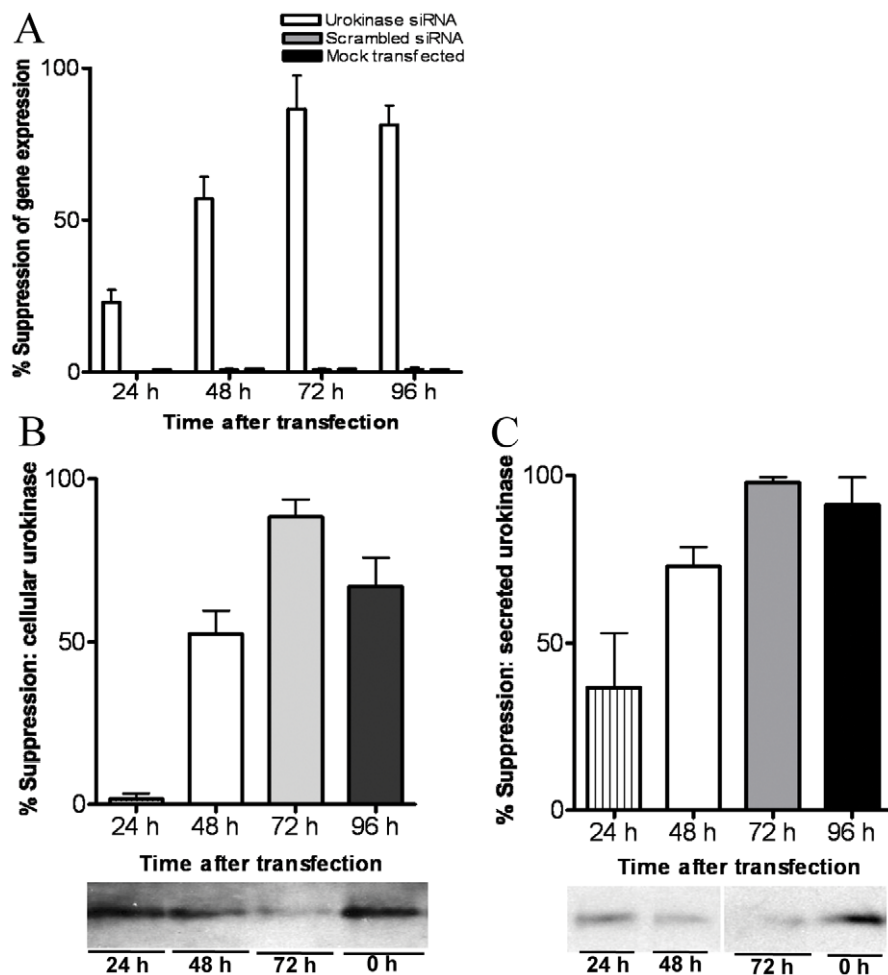 A
Urokinase siRNA
Scrambled siRNA
Mock transfected
% Suppression of gene expression
100
50
0
24 h 48 h 72 h 96 h
Time after transfection
B
% Suppression: cellular urokinase
100
50
0
24 h 48 h 72 h 96 h
Time after transfection
24 h 48 h 72 h 0 h
C
% Suppression: secreted urokinase
100
50
0
24 h 48 h 72 h 96 h
Time after transfection
24 h 48 h 72 h 0 h